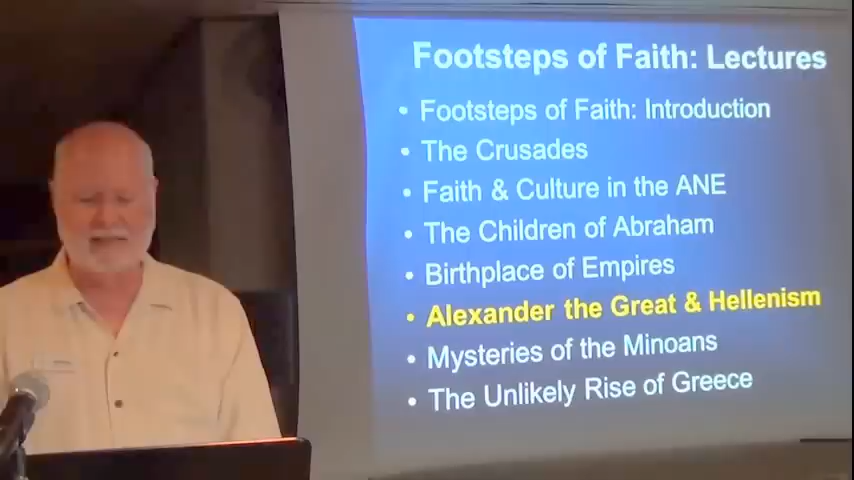 Footsteps of Faith: Lectures
• Footsteps of Faith: Introduction
• The Crusades
• Faith & Culture in the ANE
• The Children of Abraham
• Birthplace of Empires
• Alexander the Great & Hellenism
• Mysteries of the Minoans
• The Unlikely Rise of Greece